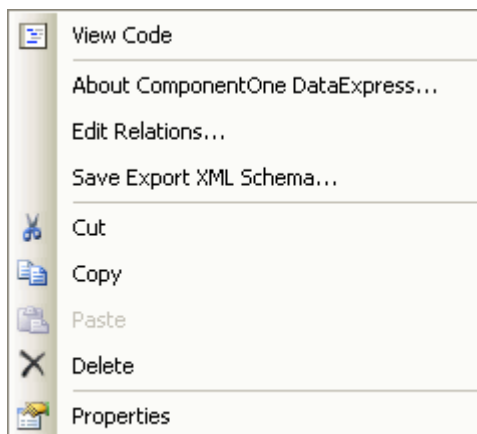 View Code
About ComponentOne DataExpress...
Edit Relations...
Save Export XML Schema...
Cut
Copy
Paste
Delete
Properties